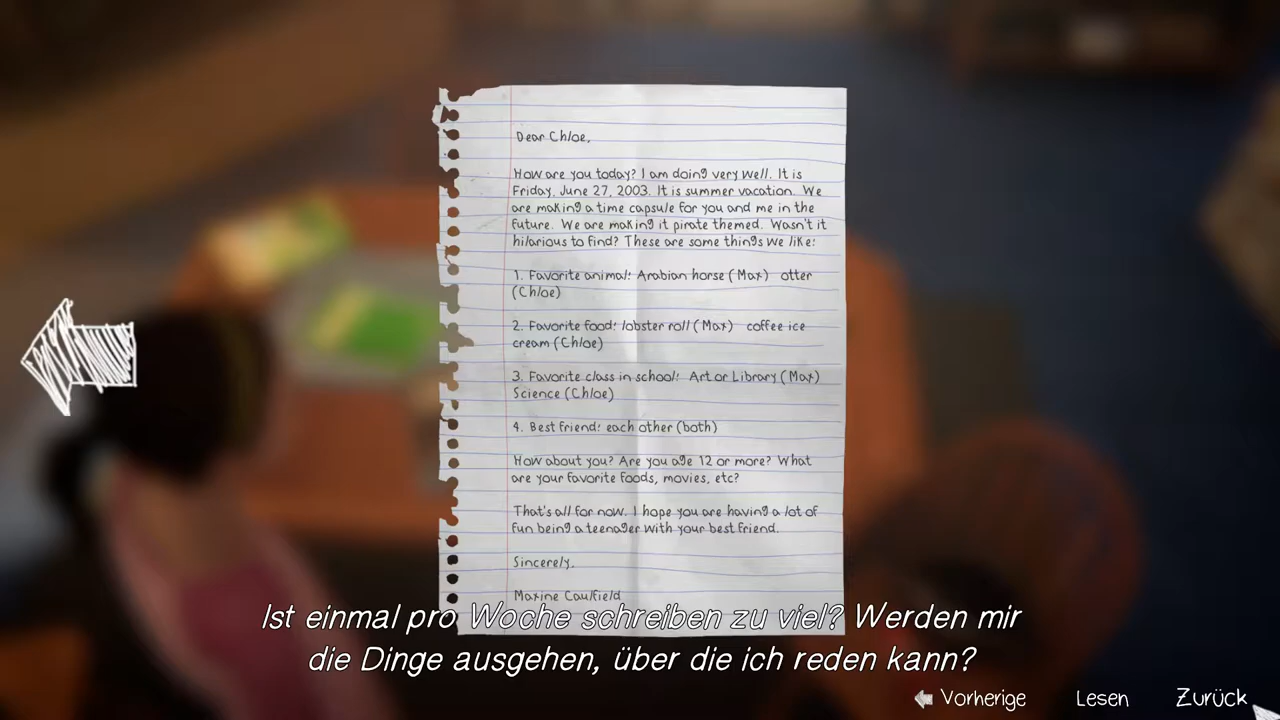 Dear Chloe,
How are you today? I am doing very well. It is
Friday, June 27, 2003. It is summer vacation. We
are making a time capsule for you and me in the
future. We are making it pirate themed. Wasn't it
hilarious to find? These are some things we like:
1. Favorite animal: Arabian horse (Max) otter
(Chloe)
2. Favorite food: lobster roll (Max) coffee ice
cream (Chloe)
3. Favorite class in school: Art or Library (Max)
Science (Chloe)
4. Best Friend: each other (both)
How about you? Are you age 12 or more? What
are your favorite foods, movies, etc?
That's all for now. I hope you are having a lot of
fun being a teenager with your best friend.
Sincerely,
Maxine Caulfield
Ist einmal pro Woche schreiben zu viel? Werden mir
die Dinge ausgehen, über die ich reden kann?
Vorherige Lesen Zurück